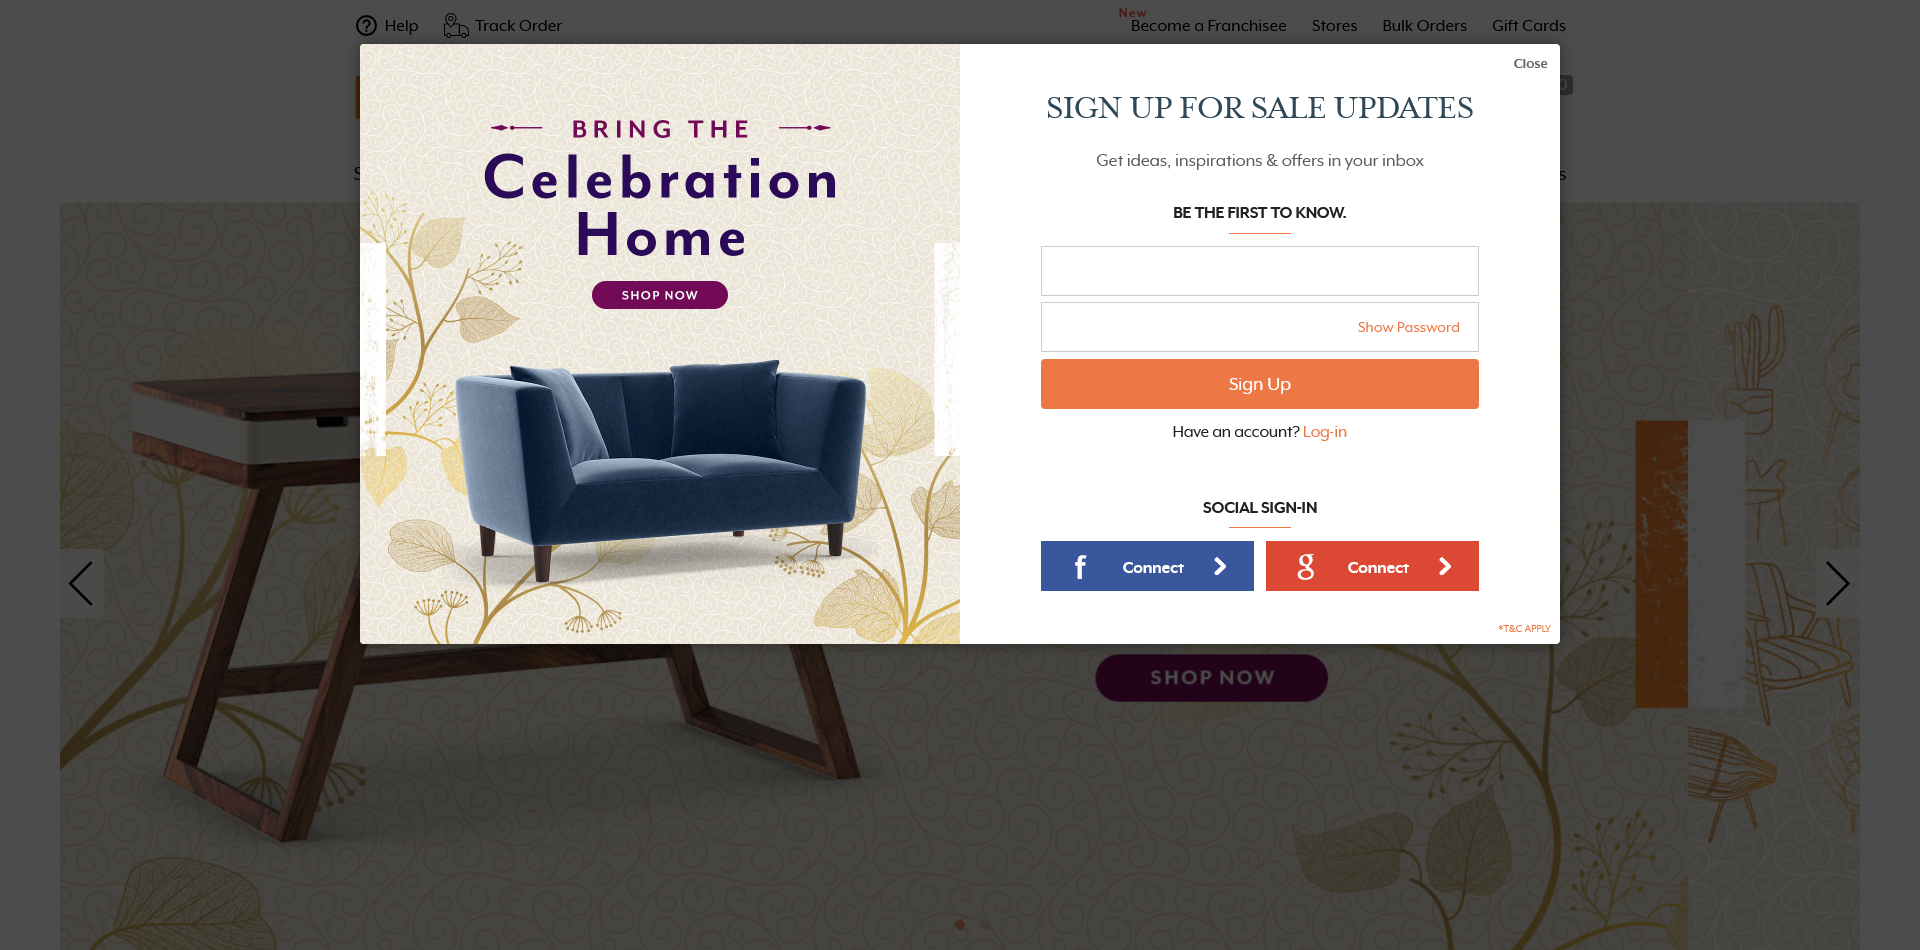 Help
Track Order
New
Become a Franchisee
Stores
Bulk Orders
Gift Cards
Close
BRING THE
Celebration
Home
SHOP NOW
SIGN UP FOR SALE UPDATES
Get ideas, inspirations & offers in your inbox
BE THE FIRST TO KNOW.
Show Password
Sign Up
Have an account? Log-in
SOCIAL SIGN-IN
f Connect
g Connect
*T&C APPLY
SHOP NOW